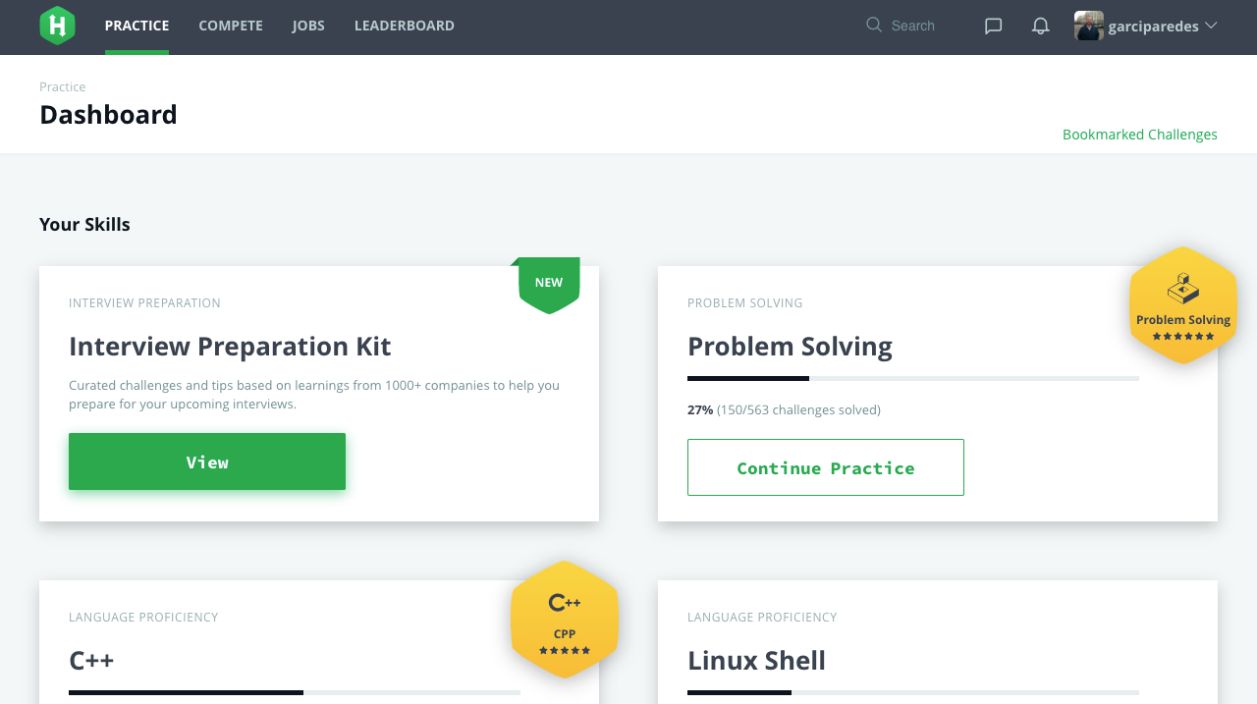 PRACTICE COMPETE JOBS LEADERBOARD Search garciparedes
Practice
Dashboard
Bookmarked Challenges
Your Skills
NEW
INTERVIEW PREPARATION
Interview Preparation Kit
Curated challenges and tips based on learnings from 1000+ companies to help you
prepare for your upcoming interviews.
View
PROBLEM SOLVING
Problem Solving
Problem Solving
27% (150/563 challenges solved)
Continue Practice
LANGUAGE PROFICIENCY
C++
C++
CPP
LANGUAGE PROFICIENCY
Linux Shell